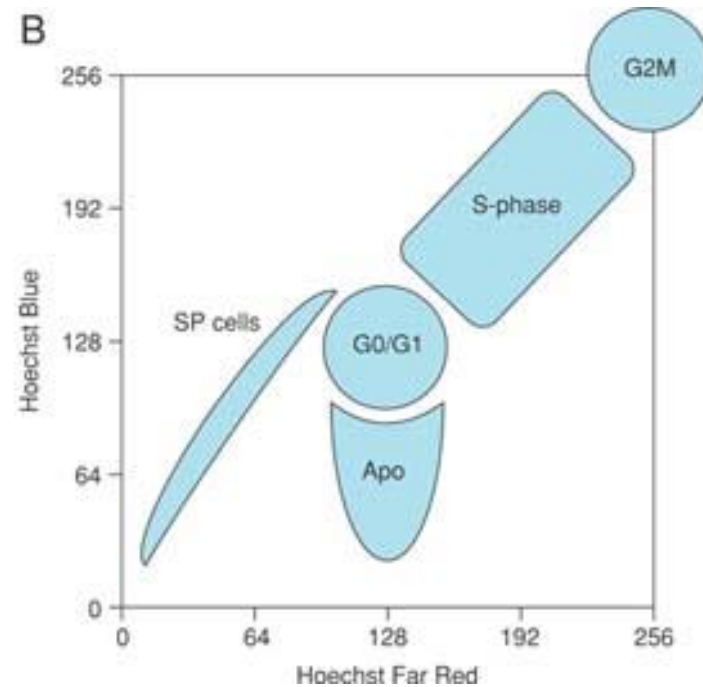 B
256
G2M
192
S-phase
SP cells
128
G0/G1
Hoechst Blue
64
Apo
0
0 64 128 192 256
Hoechst Far Red